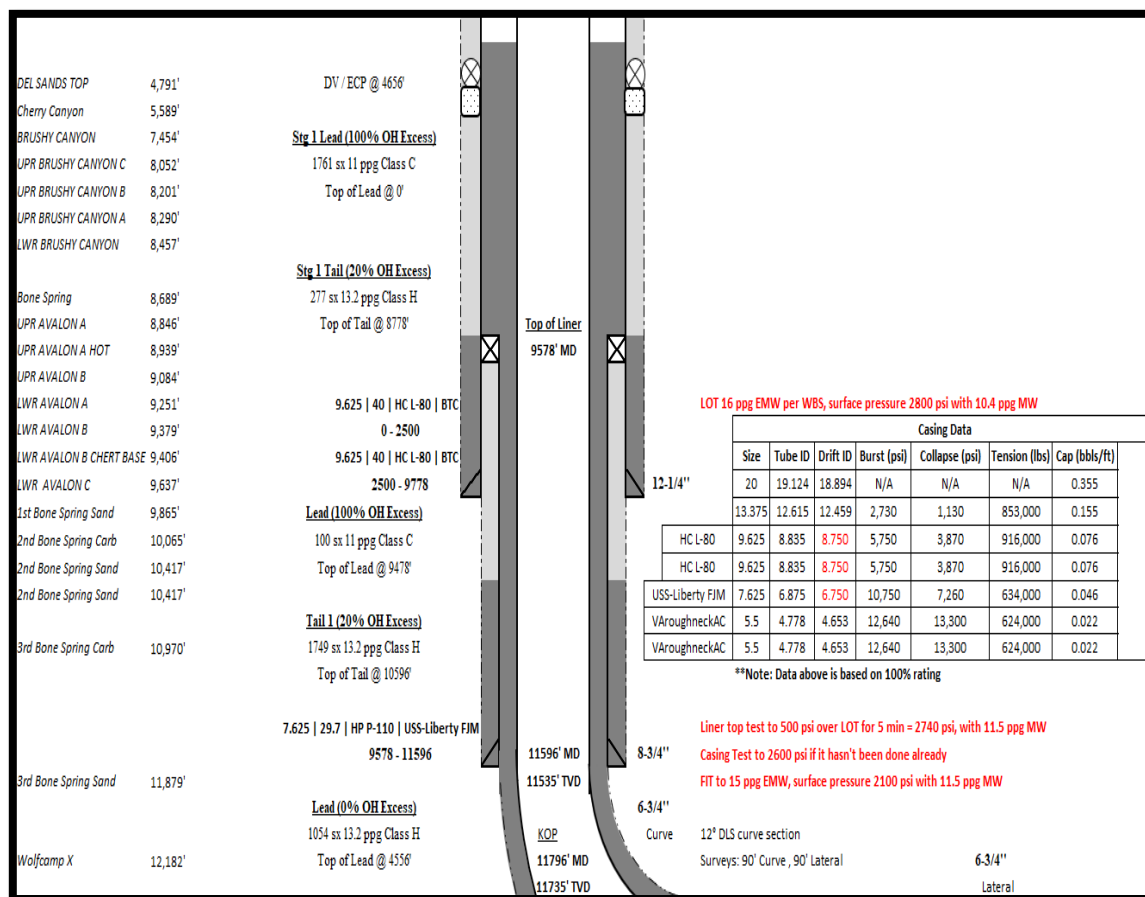 DEL SANDS TOP 4,791'
Cherry Canyon 5,589'
BRUSHY CANYON 7,454'
UPR BRUSHY CANYON C 8,052'
UPR BRUSHY CANYON B 8,201'
UPR BRUSHY CANYON A 8,290'
LWR BRUSHY CANYON 8,457'
Bone Spring 8,689'
UPR AVALON A 8,846'
UPR AVALON A HOT 8,939'
UPR AVALON B 9,084'
LWR AVALON A 9,251'
LWR AVALON B 9,379'
LWR AVALON B CHERT BASE 9,406'
LWR AVALON C 9,637'
1st Bone Spring Sand 9,865'
2nd Bone Spring Carb 10,065'
2nd Bone Spring Sand 10,417'
2nd Bone Spring Sand 10,417'
3rd Bone Spring Carb 10,970'
3rd Bone Spring Sand 11,879'
Wolfcamp X 12,182'
DV / ECP @ 4656'
Stg 1 Lead (100% OH Excess)
1761 sx 11 ppg Class C
Top of Lead @ 0'
Stg 1 Tail (20% OH Excess)
277 sx 13.2 ppg Class H
Top of Tail @ 8778'
9.625 | 40 | HC L-80 | BTC
0 - 2500
9.625 | 40 | HC L-80 | BTC
2500 - 9778
Lead (100% OH Excess)
100 sx 11 ppg Class C
Top of Lead @ 9478'
Tail 1 (20% OH Excess)
1749 sx 13.2 ppg Class H
Top of Tail @ 10596'
7.625 | 29.7 | HP P-110 | USS-Liberty FJM
9578 - 11596
Lead (0% OH Excess)
1054 sx 13.2 ppg Class H
Top of Lead @ 4556'
Top of Liner
9578' MD
11596' MD
11535' TVD
KOP
11796' MD
11735' TVD
12-1/4"
8-3/4"
6-3/4"
Curve
LOT 16 ppg EMW per WBS, surface pressure 2800 psi with 10.4 ppg MW
Casing Data
Size Tube ID Drift ID Burst (psi) Collapse (psi) Tension (lbs) Cap (bbls/ft)
20 19.124 18.894 N/A N/A N/A 0.355
13.375 12.615 12.459 2,730 1,130 853,000 0.155
HC L-80 9.625 8.835 8.750 5,750 3,870 916,000 0.076
HC L-80 9.625 8.835 8.750 5,750 3,870 916,000 0.076
USS-Liberty FJM 7.625 6.875 6.750 10,750 7,260 634,000 0.046
VAroughneckAC 5.5 4.778 4.653 12,640 13,300 624,000 0.022
VAroughneckAC 5.5 4.778 4.653 12,640 13,300 624,000 0.022
**Note: Data above is based on 100% rating
Liner top test to 500 psi over LOT for 5 min = 2740 psi, with 11.5 ppg MW
Casing Test to 2600 psi if it hasn't been done already
FIT to 15 ppg EMW, surface pressure 2100 psi with 11.5 ppg MW
12° DLS curve section
Surveys: 90' Curve , 90' Lateral
6-3/4"
Lateral